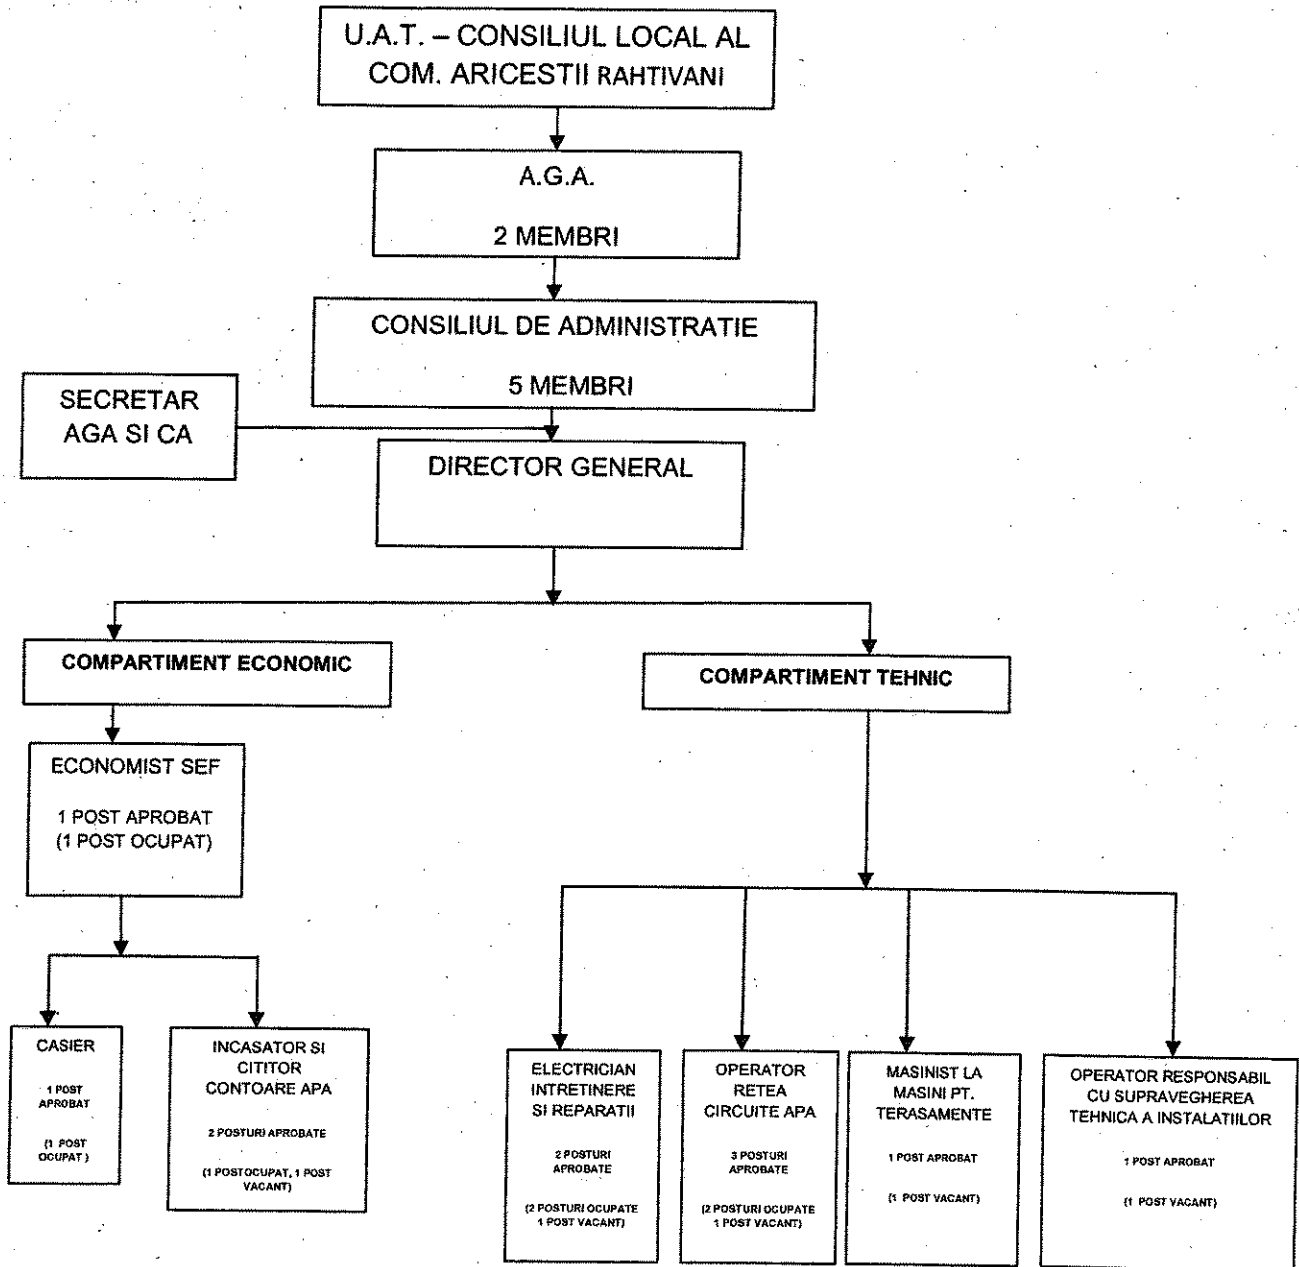 U.A.T. – CONSILIUL LOCAL AL
COM. ARICESTII RAHTIVANI
A.G.A.
2 MEMBRI
CONSILIUL DE ADMINISTRATIE
5 MEMBRI
SECRETAR
AGA SI CA
DIRECTOR GENERAL
COMPARTIMENT ECONOMIC
COMPARTIMENT TEHNIC
ECONOMIST SEF
1 POST APROBAT
(1 POST OCUPAT)
CASIER
1 POST
APROBAT
(1 POST
OCUPAT )
INCASATOR SI
CITITOR
CONTOARE APA
2 POSTURI APROBATE
(1 POSTOCUPAT, 1 POST
VACANT)
ELECTRICIAN
INTRETINERE
SI REPARATII
2 POSTURI
APROBATE
(2 POSTURI OCUPATE
1 POST VACANT)
OPERATOR
RETEA
CIRCUITE APA
3 POSTURI
APROBATE
(2 POSTURI OCUPATE
1 POST VACANT)
MASINIST LA
MASINI PT.
TERASAMENTE
1 POST APROBAT
(1 POST VACANT)
OPERATOR RESPONSABIL
CU SUPRAVEGHEREA
TEHNICA A INSTALATIILOR
1 POST APROBAT
(1 POST VACANT)